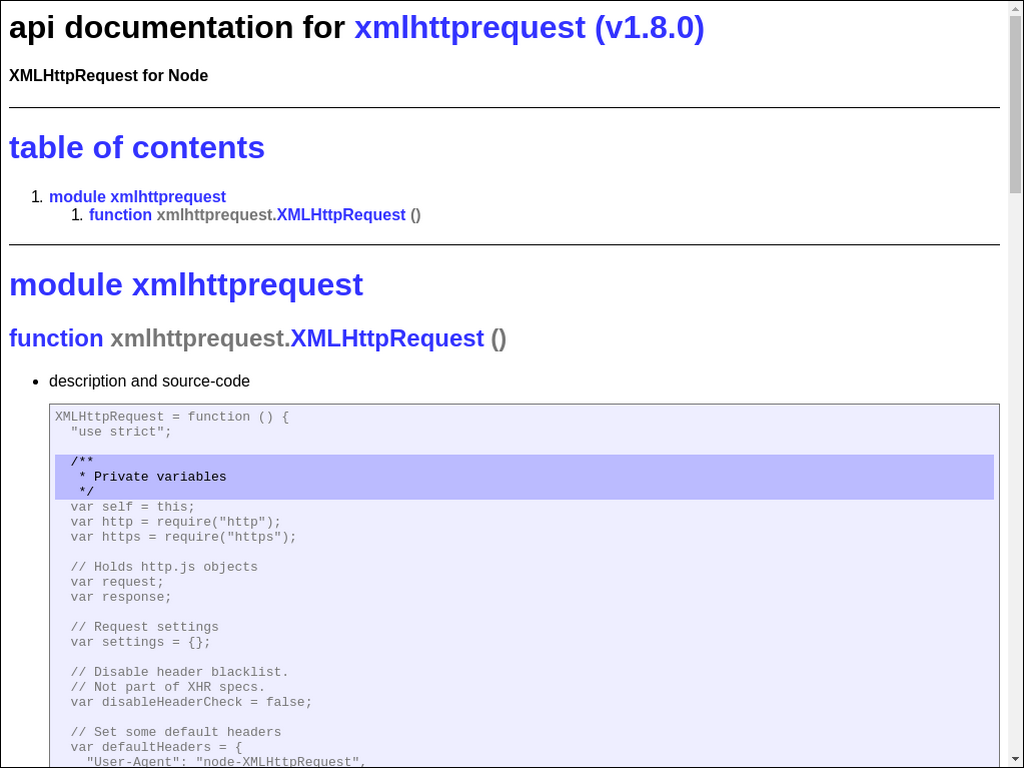 api documentation for xmlhttprequest (v1.8.0)
XMLHttpRequest for Node
table of contents
1. module xmlhttprequest
1. function xmlhttprequest.XMLHttpRequest ()
module xmlhttprequest
function xmlhttprequest.XMLHttpRequest ()
• description and source-code
XMLHttpRequest = function () {
  "use strict";
  /**
   * Private variables
   */
  var self = this;
  var http = require("http");
  var https = require("https");
  // Holds http.js objects
  var request;
  var response;
  // Request settings
  var settings = {};
  // Disable header blacklist.
  // Not part of XHR specs.
  var disableHeaderCheck = false;
  // Set some default headers
  var defaultHeaders = {
    "User-Agent": "node-XMLHttpRequest",